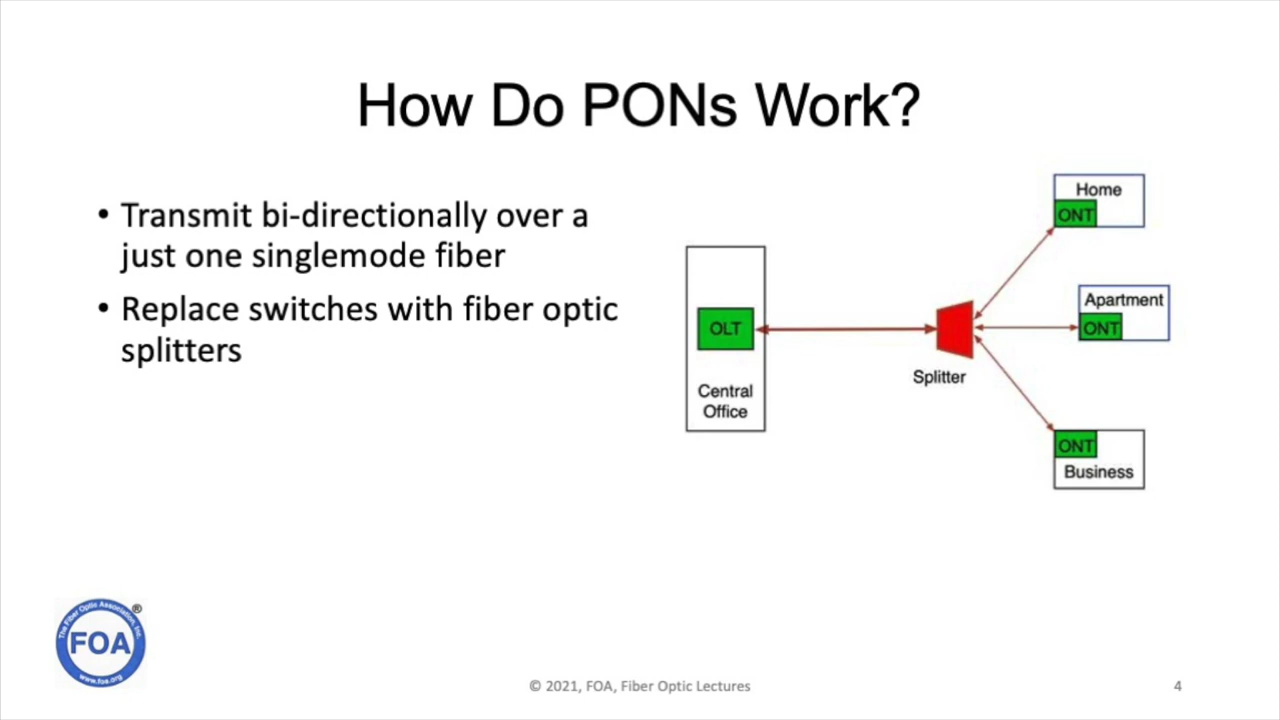 How Do PONs Work?
• Transmit bi-directionally over a
just one singlemode fiber
• Replace switches with fiber optic
splitters
Home
ONT
Apartment
ONT
OLT
Splitter
Central
Office
ONT
Business
The Fiber Optic Association, Inc.
®
FOA
www.foa.org
© 2021, FOA, Fiber Optic Lectures
4